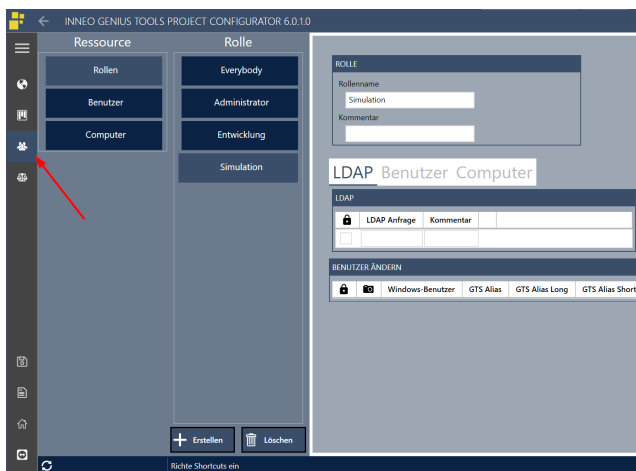 INNEO GENIUS TOOLS PROJECT CONFIGURATOR 6.0.1.0
Ressource
Rollen
Benutzer
Computer
Rolle
Everybody
Administrator
Entwicklung
Simulation
Erstellen
Löschen
ROLLE
Rollenname
Simulation
Kommentar
LDAP Benutzer Computer
LDAP
LDAP Anfrage Kommentar
BENUTZER ÄNDERN
Windows-Benutzer GTS Alias GTS Alias Long GTS Alias Short
Richte Shortcuts ein